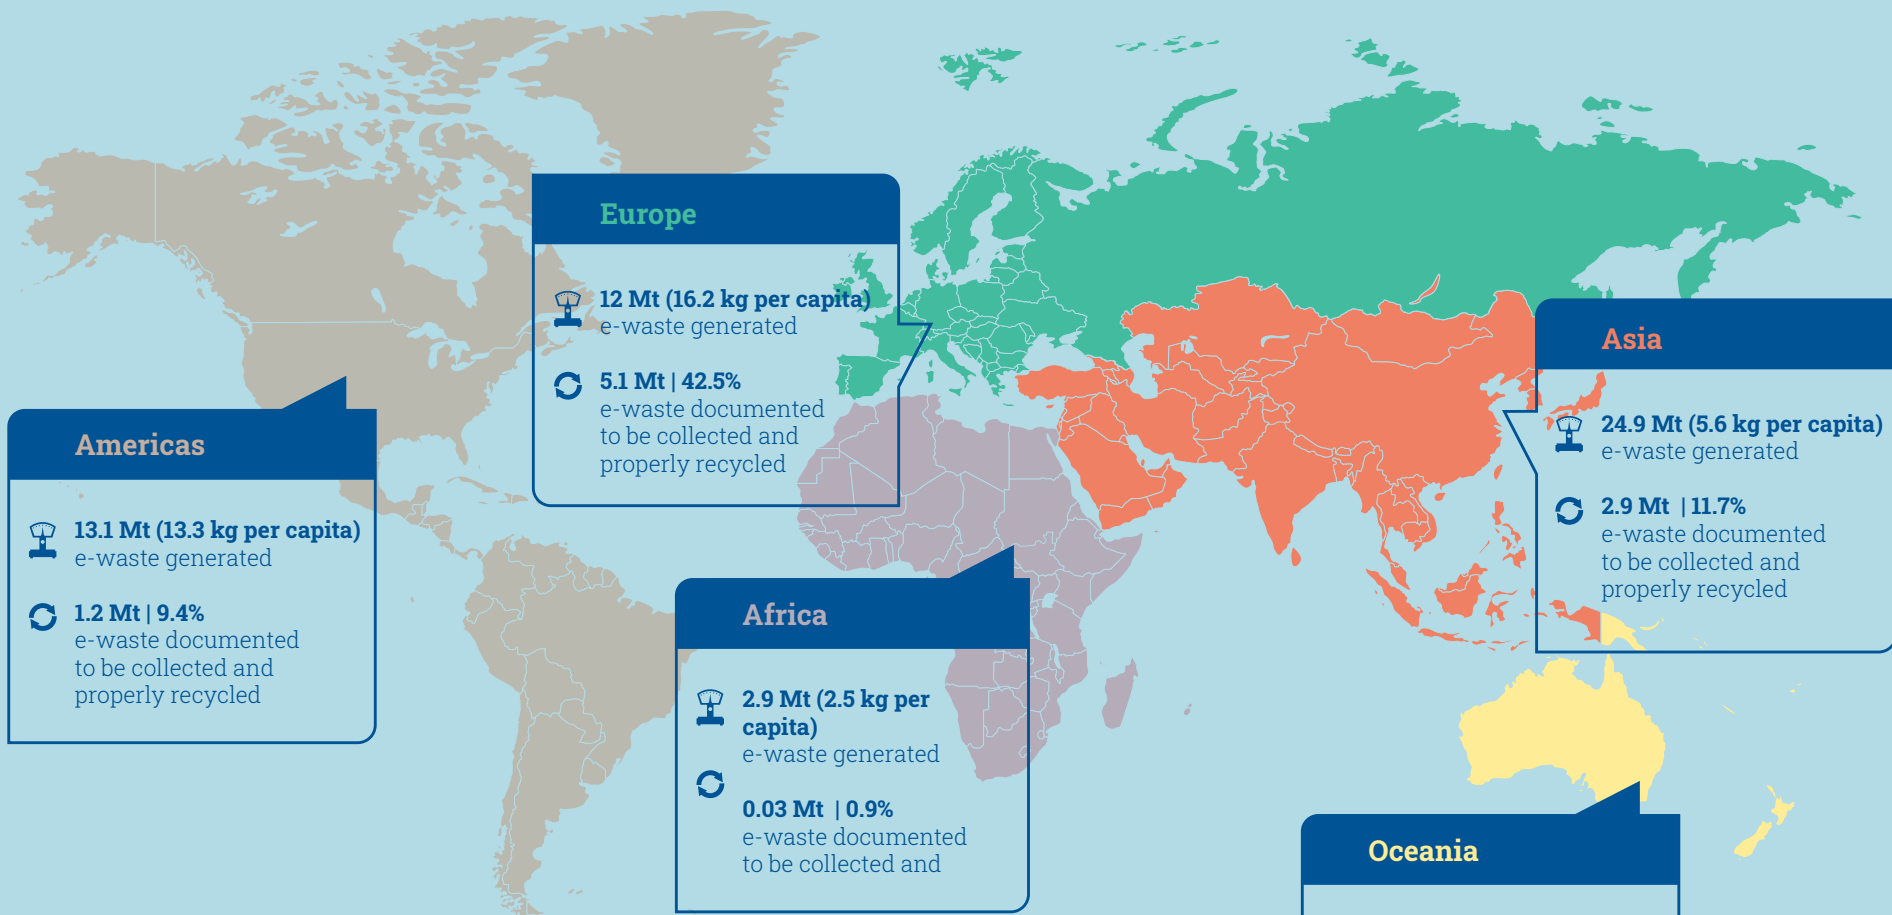 Europe
12 Mt (16.2 kg per capita)
e-waste generated
5.1 Mt | 42.5%
e-waste documented
to be collected and
properly recycled
Asia
24.9 Mt (5.6 kg per capita)
e-waste generated
2.9 Mt | 11.7%
e-waste documented
to be collected and
properly recycled
Americas
13.1 Mt (13.3 kg per capita)
e-waste generated
1.2 Mt | 9.4%
e-waste documented
to be collected and
properly recycled
Africa
2.9 Mt (2.5 kg per
capita)
e-waste generated
0.03 Mt | 0.9%
e-waste documented
to be collected and
Oceania